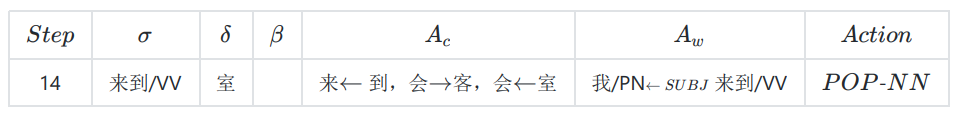 Step σ δ β A_c A_w Action
14 来到/VV 室 来← 到，会→客，会←室 我/PN← SUBJ 来到/VV POP-NN